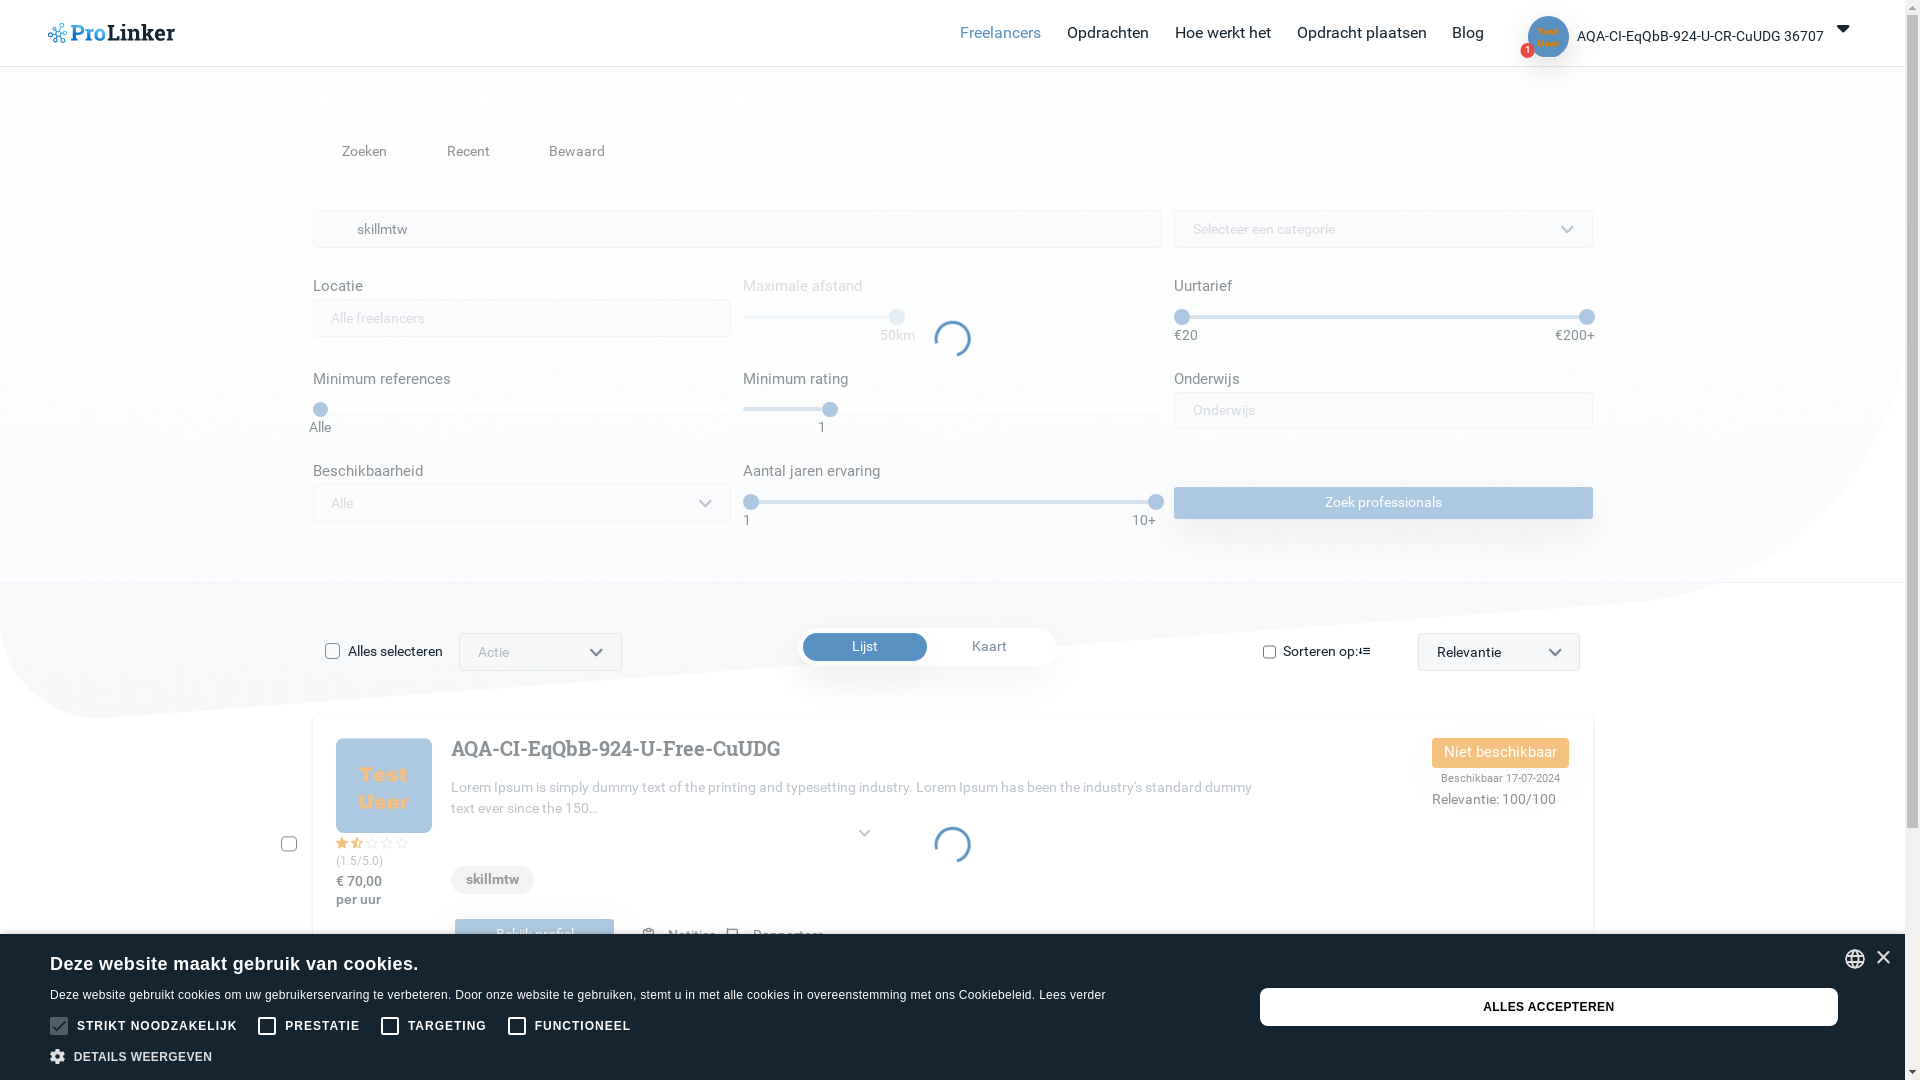 ProLinker
Freelancers
Opdrachten
Hoe werkt het
Opdracht plaatsen
Blog
Test
User
1
AQA-CI-EqQbB-924-U-CR-CuUDG 36707
Zoeken
Recent
Bewaard
skillmtw
Selecteer een categorie
Locatie
Alle freelancers
Maximale afstand
50km
Uurtarief
€20
€200+
Minimum references
Alle
Minimum rating
1
Onderwijs
Onderwijs
Beschikbaarheid
Alle
Aantal jaren ervaring
1
10+
Zoek professionals
Alles selecteren
Actie
Lijst
Kaart
Sorteren op:
Relevantie
Test
User
(1.5/5.0)
€ 70,00
per uur
AQA-CI-EqQbB-924-U-Free-CuUDG
Lorem Ipsum is simply dummy text of the printing and typesetting industry. Lorem Ipsum has been the industry's standard dummy
text ever since the 150...
skillmtw
Bekijk profiel
Notities
Rapporteer
Niet beschikbaar
Beschikbaar 17-07-2024
Relevantie: 100/100
Deze website maakt gebruik van cookies.
Deze website gebruikt cookies om uw gebruikerservaring te verbeteren. Door onze website te gebruiken, stemt u in met alle cookies in overeenstemming met ons Cookiebeleid. Lees verder
STRIKT NOODZAKELIJK
PRESTATIE
TARGETING
FUNCTIONEEL
DETAILS WEERGEVEN
ALLES ACCEPTEREN
×